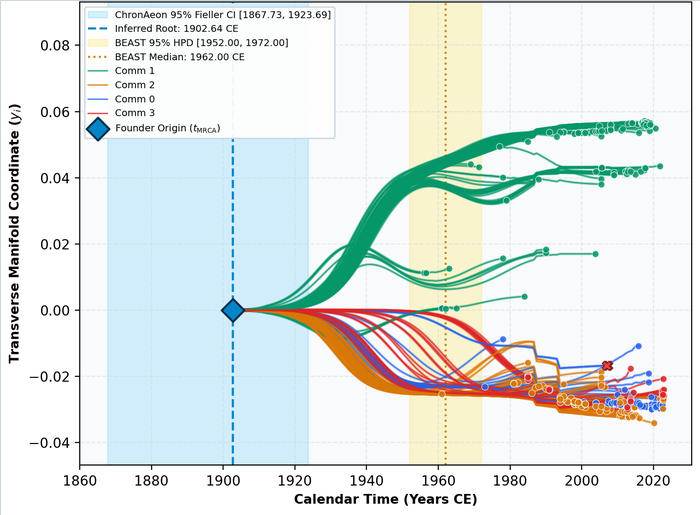 ChronAeon 95% Fieller CI [1867.73, 1923.69]
Inferred Root: 1902.64 CE
BEAST 95% HPD [1952.00, 1972.00]
BEAST Median: 1962.00 CE
Comm 1
Comm 2
Comm 0
Comm 3
Founder Origin (tMRCA)
Transverse Manifold Coordinate (yi)
0.08
0.06
0.04
0.02
0.00
−0.02
−0.04
1860 1880 1900 1920 1940 1960 1980 2000 2020
Calendar Time (Years CE)